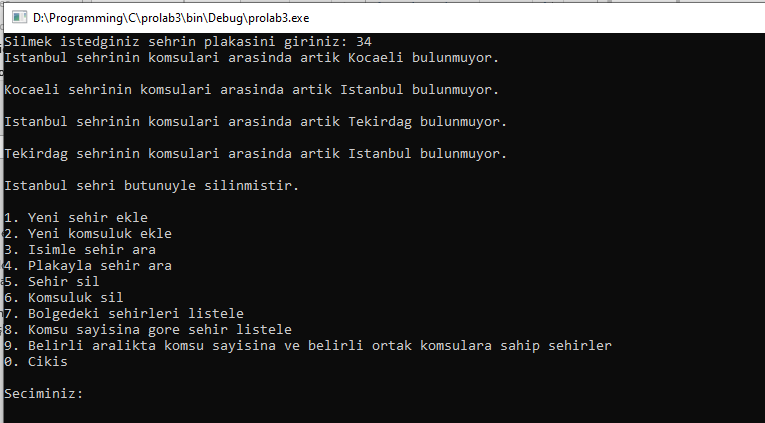 D:\Programming\C\prolab3\bin\Debug\prolab3.exe
Silmek istedginiz sehrin plakasini giriniz: 34
Istanbul sehrinin komsulari arasinda artik Kocaeli bulunmuyor.
Kocaeli sehrinin komsulari arasinda artik Istanbul bulunmuyor.
Istanbul sehrinin komsulari arasinda artik Tekirdag bulunmuyor.
Tekirdag sehrinin komsulari arasinda artik Istanbul bulunmuyor.
Istanbul sehri butunuyle silinmistir.
1. Yeni sehir ekle
2. Yeni komsuluk ekle
3. Isimle sehir ara
4. Plakayla sehir ara
5. Sehir sil
6. Komsuluk sil
7. Bolgedeki sehirleri listele
8. Komsu sayisina gore sehir listele
9. Belirli aralikta komsu sayisina ve belirli ortak komsulara sahip sehirler
0. Cikis
Seciminiz: